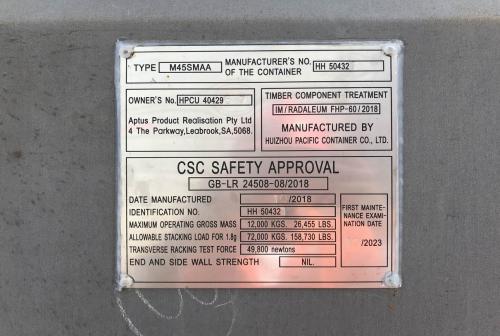 TYPE M45SMAA MANUFACTURER'S NO. OF THE CONTAINER HH 50432
OWNER'S No. HPCU 40429
Aptus Product Realisation Pty Ltd
4 The Parkway,Leabrook,SA,5068.
TIMBER COMPONENT TREATMENT
IM/RADALEUM FHP-60/2018
MANUFACTURED BY
HUIZHOU PACIFIC CONTAINER CO., LTD.
CSC SAFETY APPROVAL
GB-LR 24508-08/2018
DATE MANUFACTURED /2018
IDENTIFICATION NO. HH 50432
MAXIMUM OPERATING GROSS MASS 12,000 KGS. 26,455 LBS.
ALLOWABLE STACKING LOAD FOR 1.8g 72,000 KGS. 158,730 LBS.
TRANSVERSE RACKING TEST FORCE 49,800 newtons
END AND SIDE WALL STRENGTH NIL.
FIRST MAINTE-
NANCE EXAMI-
NATION DATE
/2023